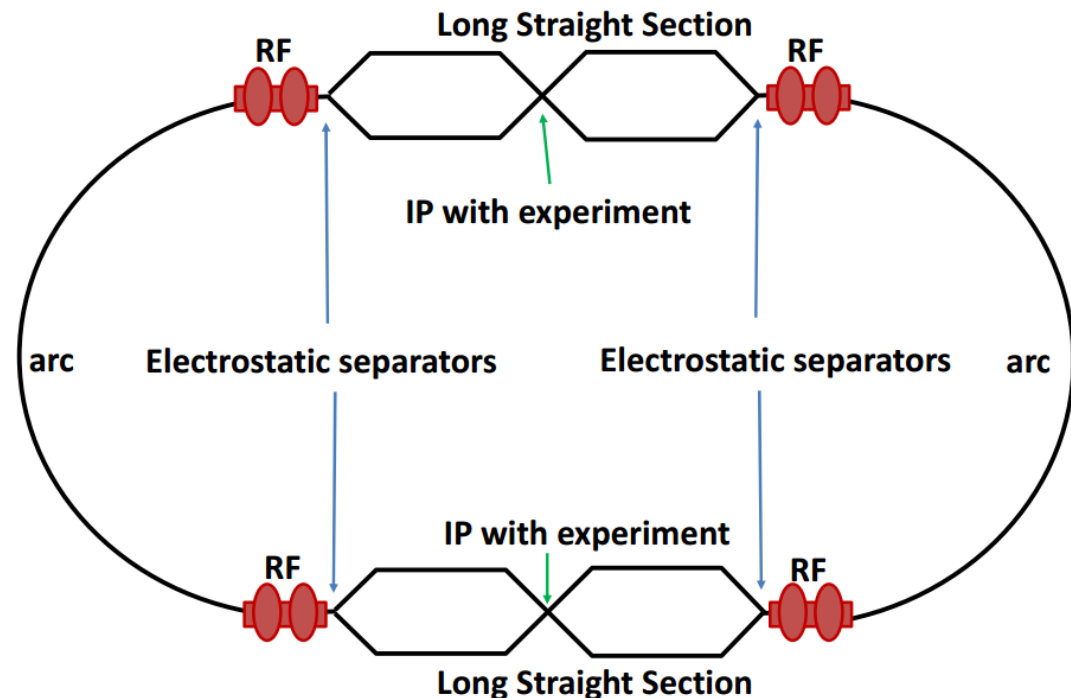 Long Straight Section
RF
RF
IP with experiment
arc
Electrostatic separators
Electrostatic separators
arc
IP with experiment
RF
RF
Long Straight Section